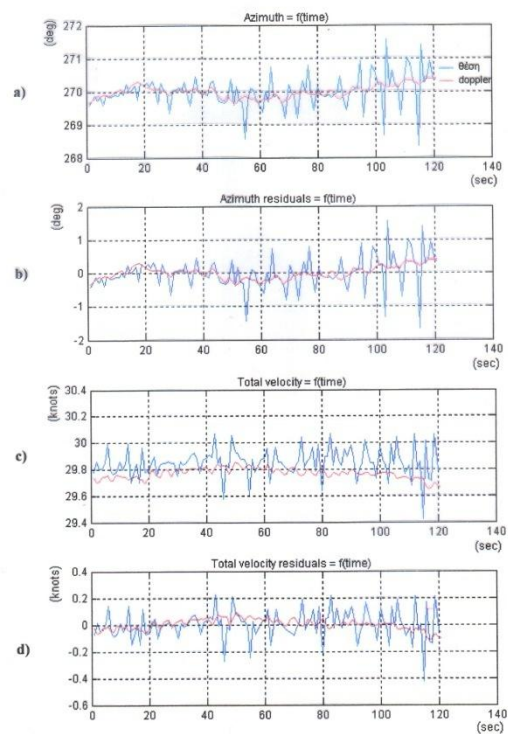 Azimuth = f(time)
(deg)
272
271
270
269
268
θέση
doppler
0 20 40 60 80 100 120 140
(sec)
a)
Azimuth residuals = f(time)
(deg)
2
1
0
-1
-2
0 20 40 60 80 100 120 140
(sec)
b)
Total velocity = f(time)
(knots)
30.4
30.2
30
29.8
29.6
29.4
0 20 40 60 80 100 120 140
(sec)
c)
Total velocity residuals = f(time)
(knots)
0.4
0.2
0
-0.2
-0.4
-0.6
0 20 40 60 80 100 120 140
(sec)
d)